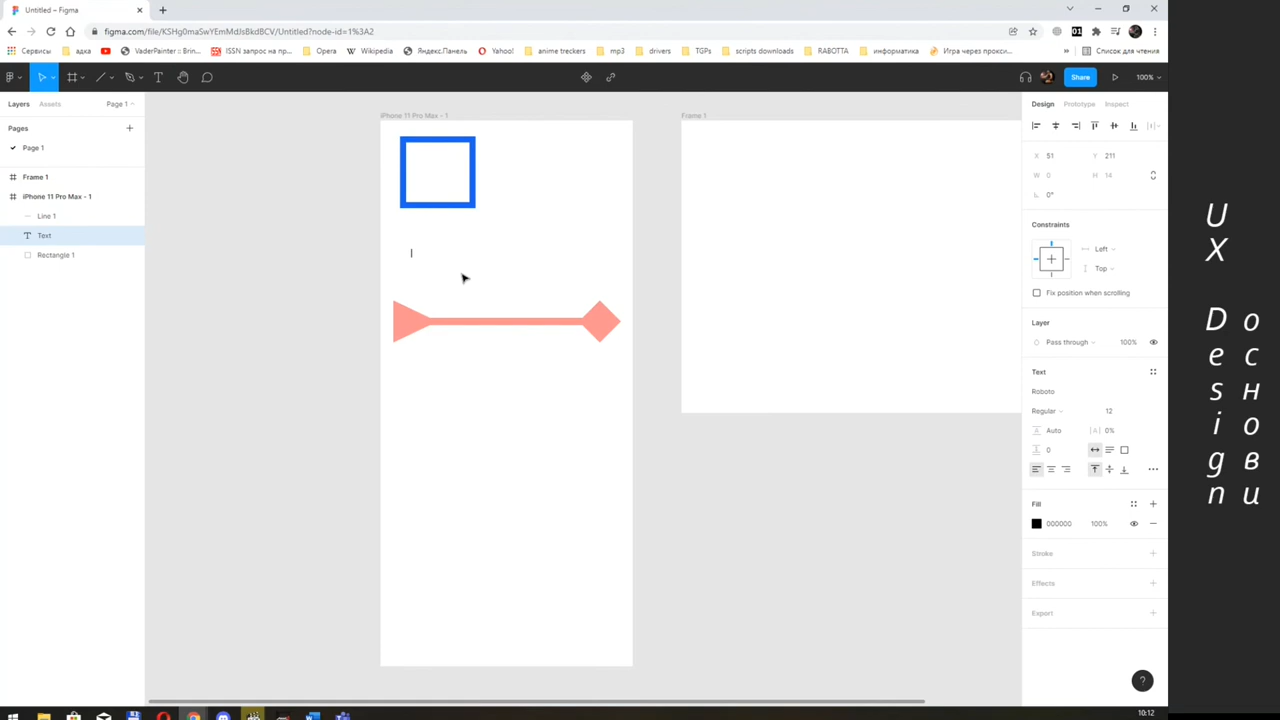 Untitled – Figma
figma.com/file/KSHg0maSwYEmMdJsBkdBCV/Untitled?node-id=1%3A2
Сервисы
адка
VaderPainter :: Brin...
ISSN запрос на пр...
Opera
Wikipedia
Яндекс.Панель
Yahoo!
anime treckers
mp3
drivers
TGPs
scripts downloads
RABOTTA
информатика
Игра через прокси...
Список для чтения
Share
100%
Layers
Assets
Page 1
Pages
Page 1
Frame 1
iPhone 11 Pro Max - 1
Line 1
Text
Rectangle 1
iPhone 11 Pro Max - 1
Frame 1
Design
Prototype
Inspect
X 51
Y 211
W 0
H 14
0°
Constraints
Left
Top
Fix position when scrolling
Layer
Pass through
100%
Text
Roboto
Regular
12
Auto
|A| 0%
0
Fill
000000
100%
Stroke
Effects
Export
?
10:12
UX Design
основи